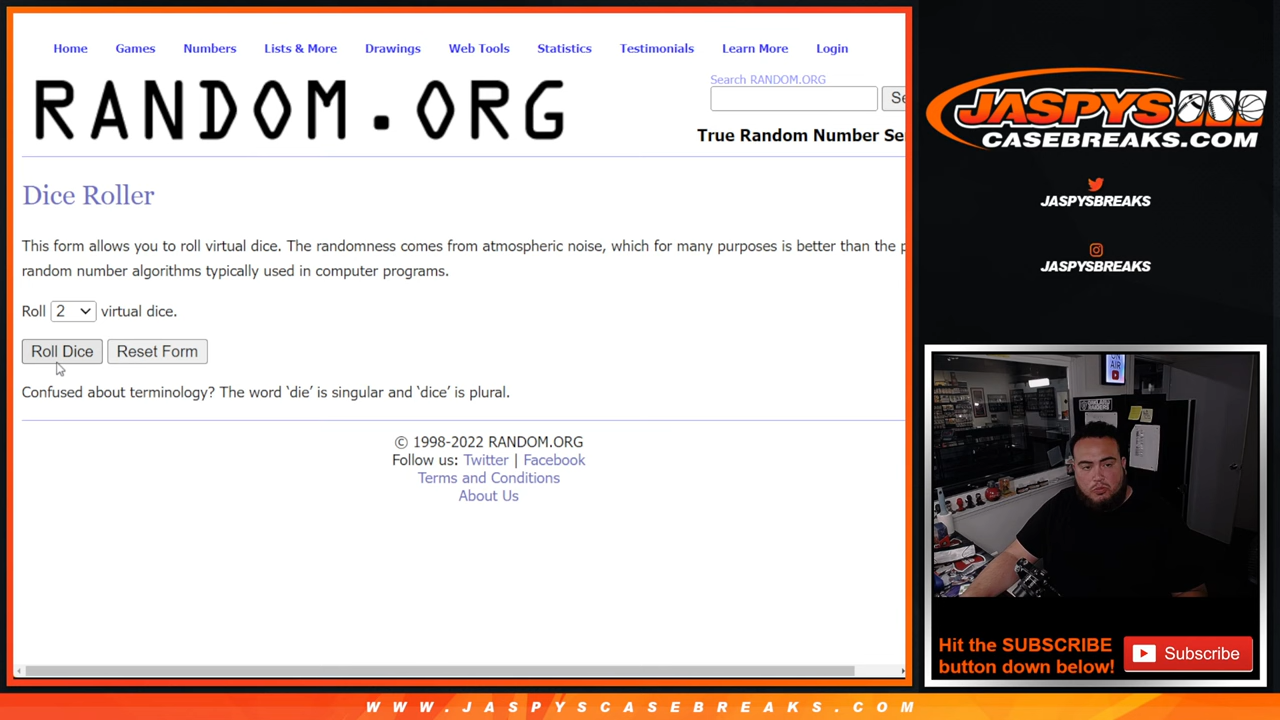 Home Games Numbers Lists & More Drawings Web Tools Statistics Testimonials Learn More Login
RANDOM.ORG
Search RANDOM.ORG
Se
True Random Number Se
Dice Roller
This form allows you to roll virtual dice. The randomness comes from atmospheric noise, which for many purposes is better than the p
random number algorithms typically used in computer programs.
Roll 2 virtual dice.
Roll Dice Reset Form
Confused about terminology? The word ‘die’ is singular and ‘dice’ is plural.
© 1998-2022 RANDOM.ORG
Follow us: Twitter | Facebook
Terms and Conditions
About Us
JASPYS
CASEBREAKS.COM
JASPYSBREAKS
JASPYSBREAKS
ON
AIR
Hit the SUBSCRIBE
button down below!
Subscribe
WWW.JASPYSCASEBREAKS.COM